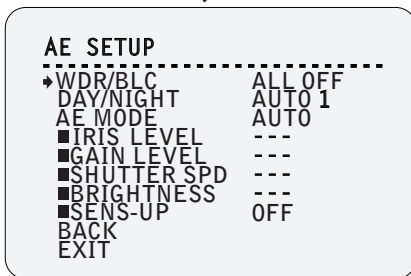 AE SETUP
WDR/BLC ALL OFF
DAY/NIGHT AUTO 1
AE MODE AUTO
■IRIS LEVEL ---
■GAIN LEVEL ---
■SHUTTER SPD ---
■BRIGHTNESS ---
■SENS-UP OFF
BACK
EXIT